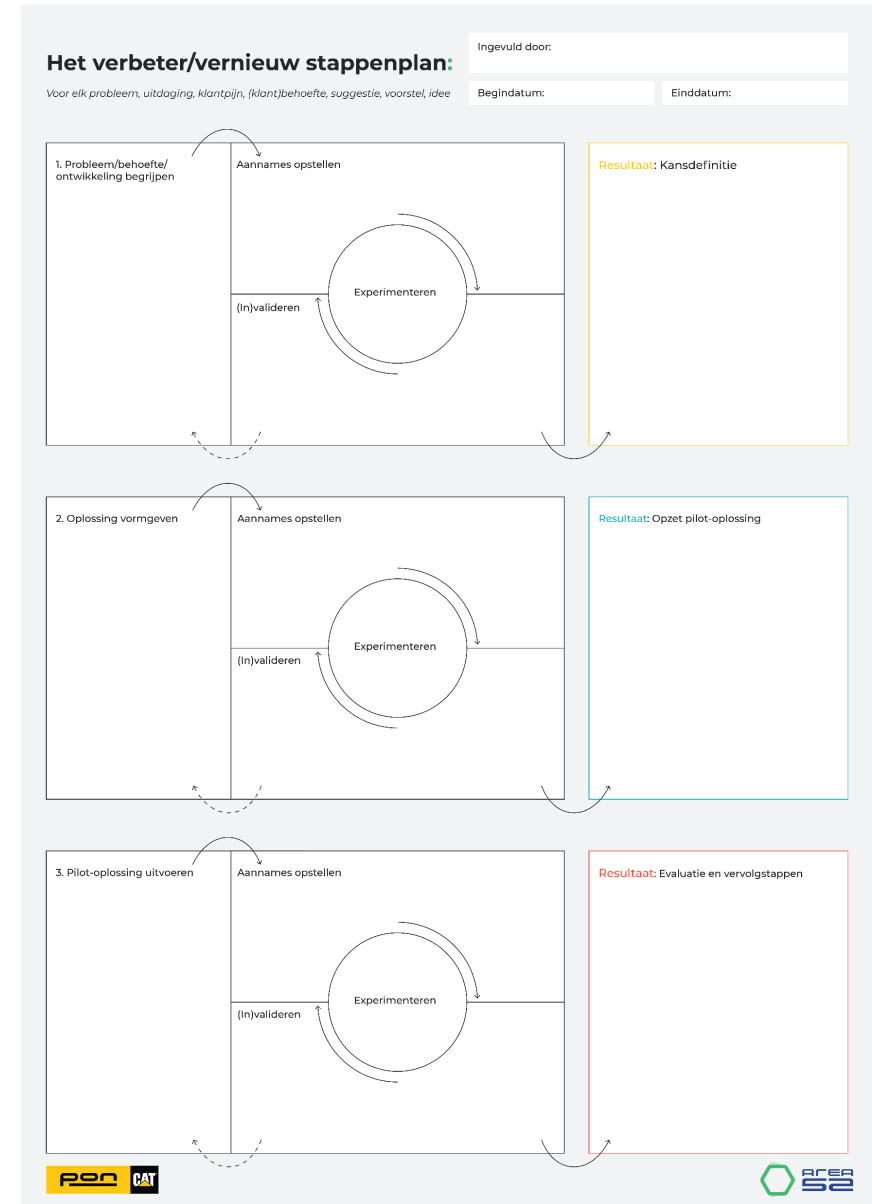 Het verbeter/vernieuw stappenplan:
Voor elk probleem, uitdaging, klantpijn, (klant)behoefte, suggestie, voorstel, idee
Ingevuld door:
Begindatum:
Einddatum:
1. Probleem/behoefte/
ontwikkeling begrijpen
Aannames opstellen
Experimenteren
(In)valideren
Resultaat: Kansdefinitie
2. Oplossing vormgeven
Aannames opstellen
Experimenteren
(In)valideren
Resultaat: Opzet pilot-oplossing
3. Pilot-oplossing uitvoeren
Aannames opstellen
Experimenteren
(In)valideren
Resultaat: Evaluatie en vervolgstappen
pon CAT
Area
52